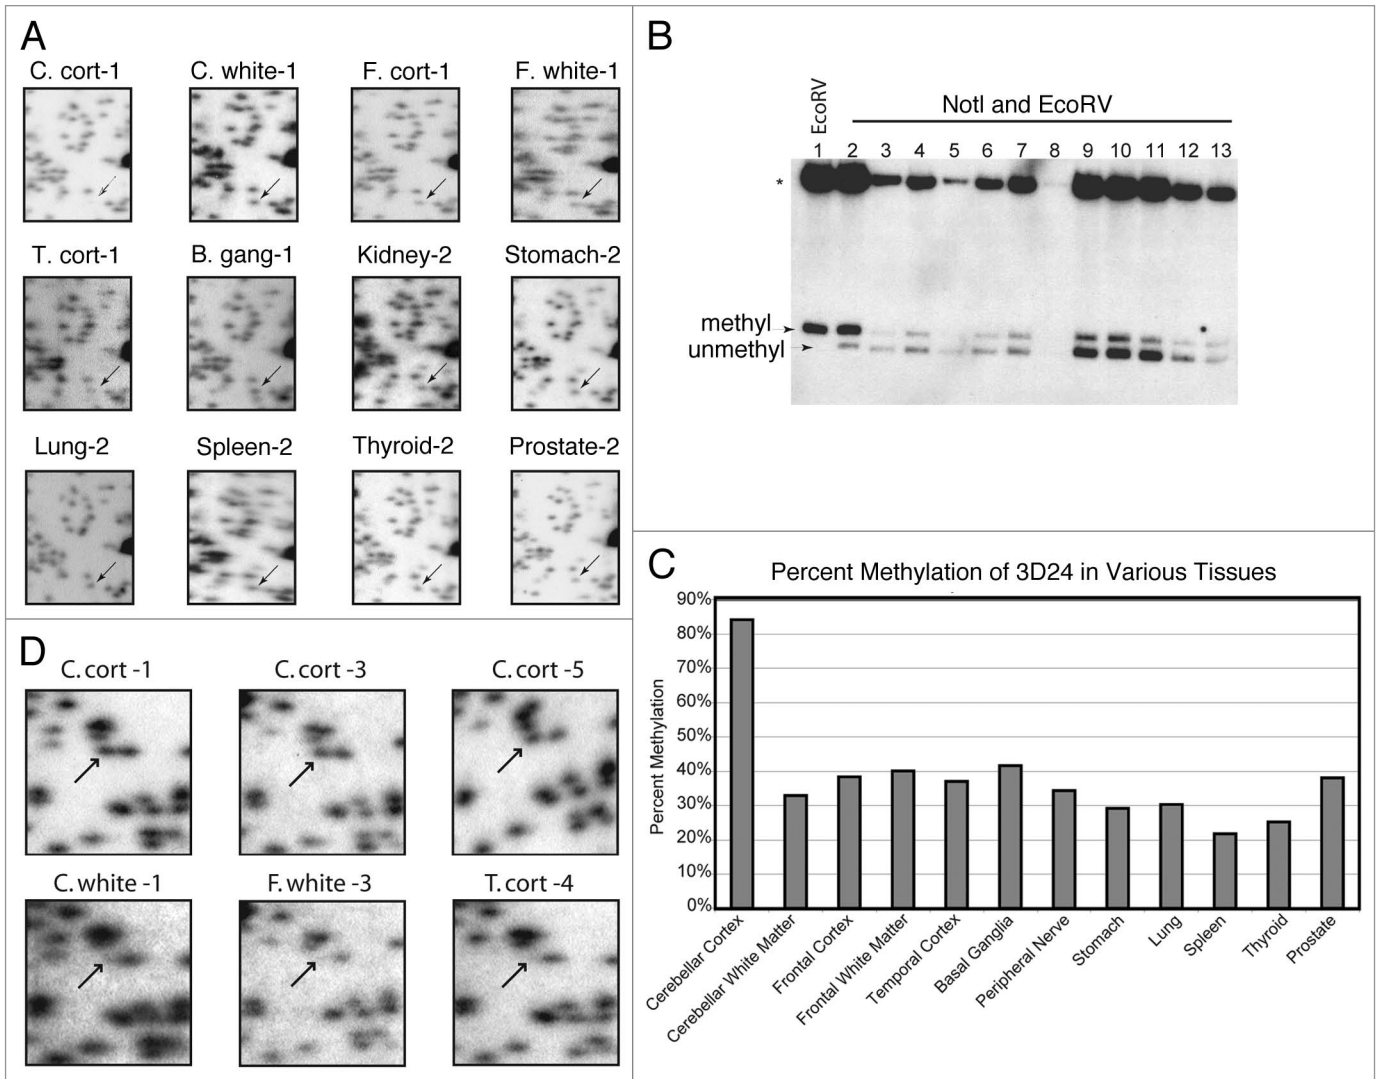 A
C. cort-1 C. white-1 F. cort-1 F. white-1
T. cort-1 B. gang-1 Kidney-2 Stomach-2
Lung-2 Spleen-2 Thyroid-2 Prostate-2
B
EcoRV
NotI and EcoRV
1 2 3 4 5 6 7 8 9 10 11 12 13
*
methyl
unmethyl
C
Percent Methylation of 3D24 in Various Tissues
Percent Methylation
90%
80%
70%
60%
50%
40%
30%
20%
10%
0%
Cerebellar Cortex
Cerebellar White Matter
Frontal Cortex
Frontal White Matter
Temporal Cortex
Basal Ganglia
Peripheral Nerve
Stomach
Lung
Spleen
Thyroid
Prostate
D
C. cort -1 C. cort -3 C. cort -5
C. white -1 F. white -3 T. cort -4